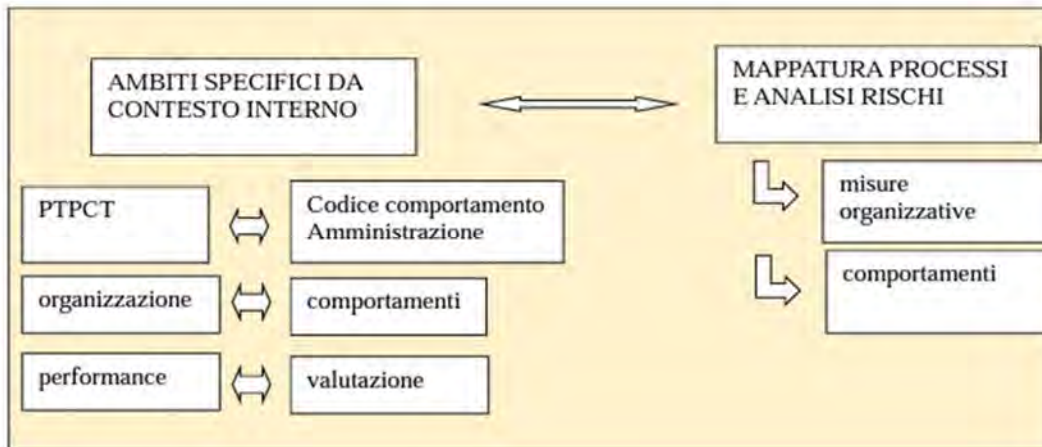 AMBITI SPECIFICI DA
CONTESTO INTERNO
MAPPATURA PROCESSI
E ANALISI RISCHI
PTPCT
Codice comportamento
Amministrazione
misure
organizzative
organizzazione
comportamenti
comportamenti
performance
valutazione